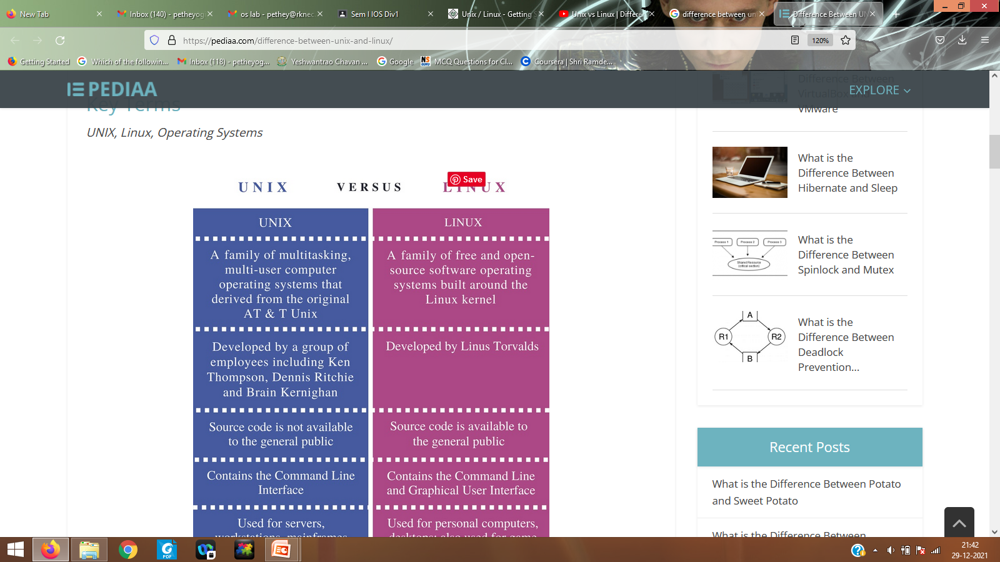 New Tab
Inbox (140) - petheyog
os lab - pethey@rknec
Sem I IOS Div1
Unix / Linux - Getting S
Unix vs Linux | Differe
difference between un
Difference Between UN
https://pediaa.com/difference-between-unix-and-linux/
120%
Getting Started
Which of the followin...
Inbox (118) - petheyog...
Yeshwantrao Chavan ...
Google
MCQ Questions for Cl...
Coursera | Shri Ramde...
PEDIAA
EXPLORE
Key Terms
UNIX, Linux, Operating Systems
UNIX VERSUS LINUX
Save
UNIX
A family of multitasking,
multi-user computer
operating systems that
derived from the original
AT & T Unix
Developed by a group of
employees including Ken
Thompson, Dennis Ritchie
and Brain Kernighan
Source code is not available
to the general public
Contains the Command Line
Interface
Used for servers,
workstations, mainframes
LINUX
A family of free and open-
source software operating
systems built around the
Linux kernel
Developed by Linus Torvalds
Source code is available to
the general public
Contains the Command Line
and Graphical User Interface
Used for personal computers,
desktops; also used for game
Difference Between
VirtualBox and
VMware
What is the
Difference Between
Hibernate and Sleep
Process 1
Process 2
Process 3
Shared Resource
(critical section)
What is the
Difference Between
Spinlock and Mutex
A
R1
R2
B
What is the
Difference Between
Deadlock
Prevention...
Recent Posts
What is the Difference Between Potato
and Sweet Potato
What is the Difference Between
PDF
21:42
29-12-2021